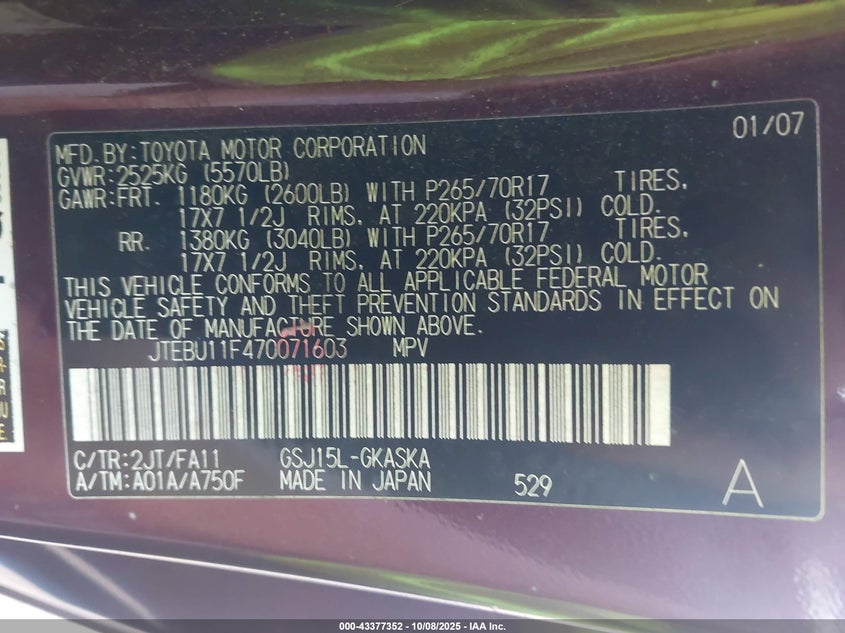 01/07
MFD.BY:TOYOTA MOTOR CORPORATION
GVWR:2525KG (5570LB)
GAWR:FRT. 1180KG (2600LB) WITH P265/70R17 TIRES,
17X7 1/2J RIMS, AT 220KPA (32PSI) COLD.
RR. 1380KG (3040LB) WITH P265/70R17 TIRES,
17X7 1/2J RIMS, AT 220KPA (32PSI) COLD.
THIS VEHICLE CONFORMS TO ALL APPLICABLE FEDERAL MOTOR
VEHICLE SAFETY AND THEFT PREVENTION STANDARDS IN EFFECT ON
THE DATE OF MANUFACTURE SHOWN ABOVE.
JTEBU11F470071603 MPV
C/TR:2JT/FA11 GSJ15L-GKASKA
A/TM:A01A/A750F MADE IN JAPAN 529 A
000-43377352 - 10/08/2025 - IAA Inc.